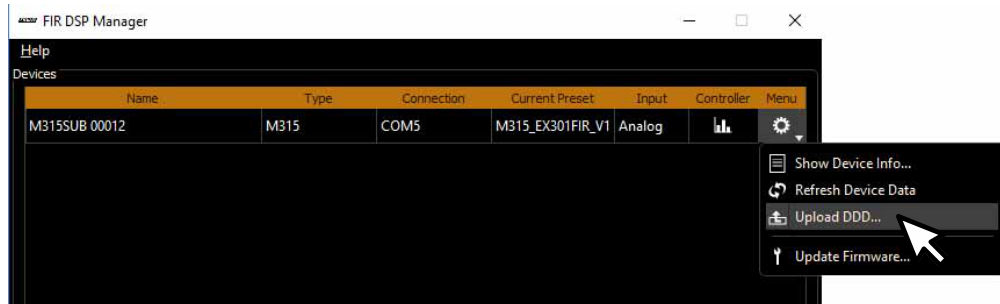 FIR DSP Manager
Help
Devices
Name Type Connection Current Preset Input Controller Menu
M315SUB 00012 M315 COM5 M315_EX301FIR_V1 Analog
Show Device Info...
Refresh Device Data
Upload DDD...
Update Firmware...